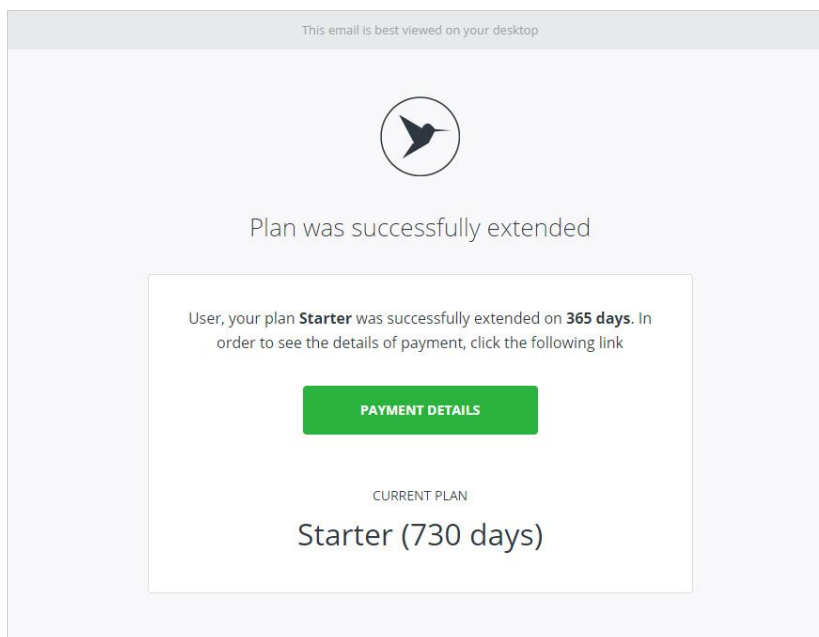 This email is best viewed on your desktop
Plan was successfully extended
User, your plan Starter was successfully extended on 365 days. In
order to see the details of payment, click the following link
PAYMENT DETAILS
CURRENT PLAN
Starter (730 days)